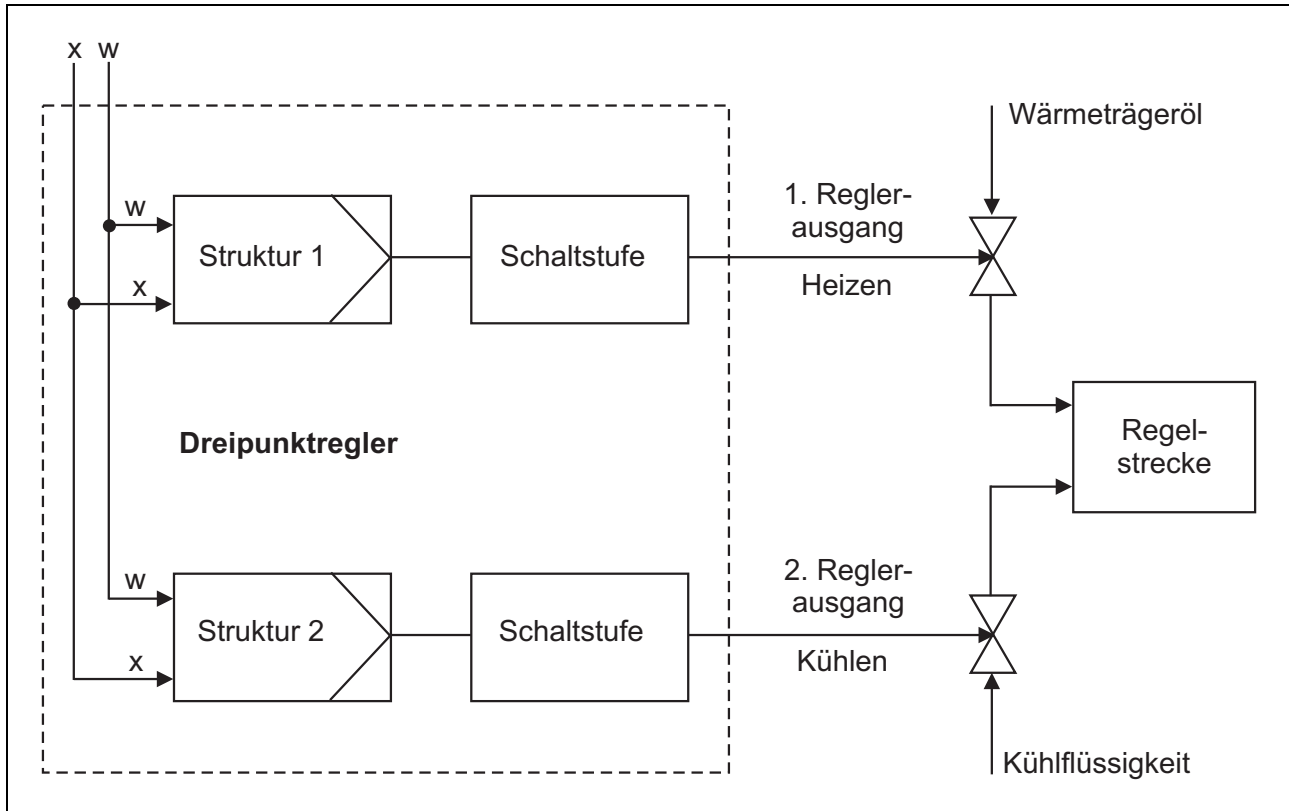 x w
Wärmeträgeröl
w
Struktur 1
x
Schaltstufe
1. Regler-
ausgang
Heizen
Dreipunktregler
Regel-
strecke
w
Struktur 2
x
Schaltstufe
2. Regler-
ausgang
Kühlen
Kühlflüssigkeit